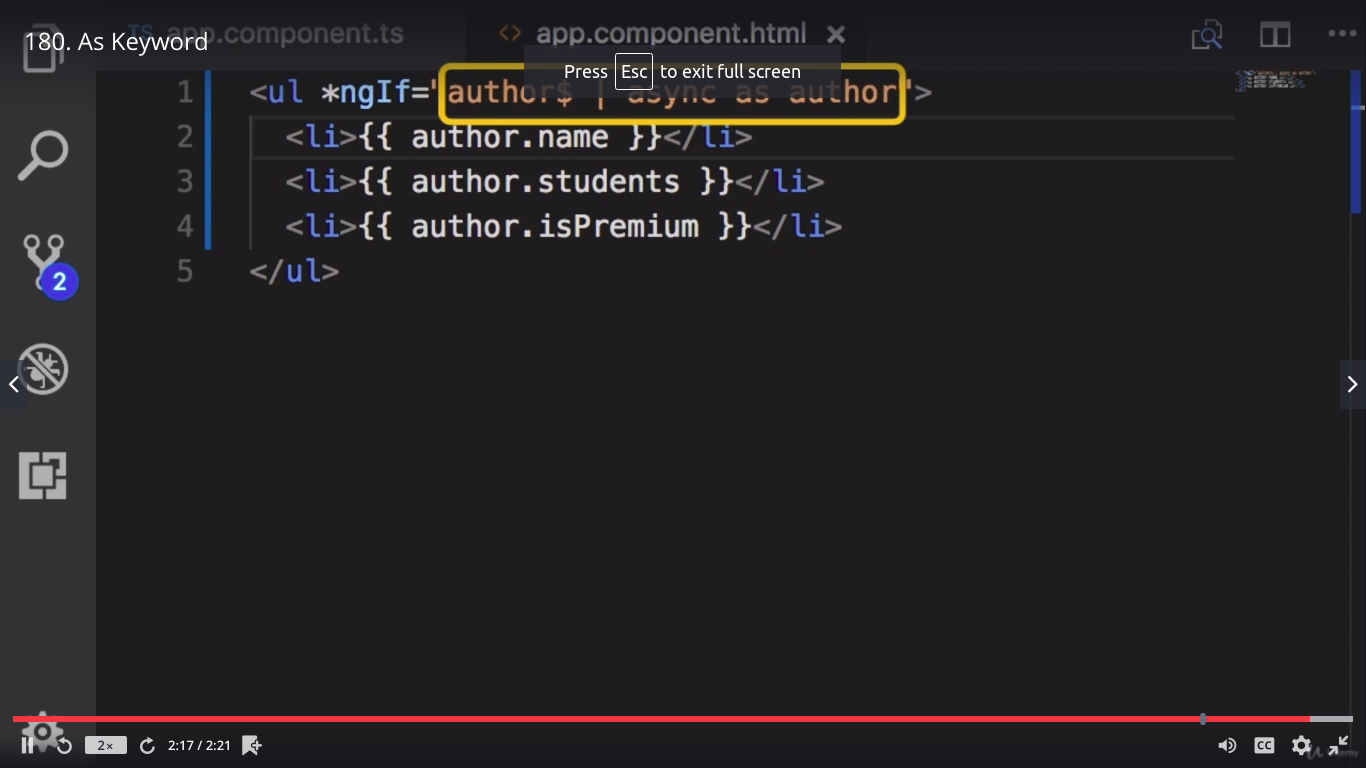 TS app.component.ts
<> app.component.html
180. As Keyword
Press Esc to exit full screen
1 <ul *ngIf="author$ | async as author">
2 <li>{{ author.name }}</li>
3 <li>{{ author.students }}</li>
4 <li>{{ author.isPremium }}</li>
5 </ul>
2
2x
2:17 / 2:21
CC
Udemy